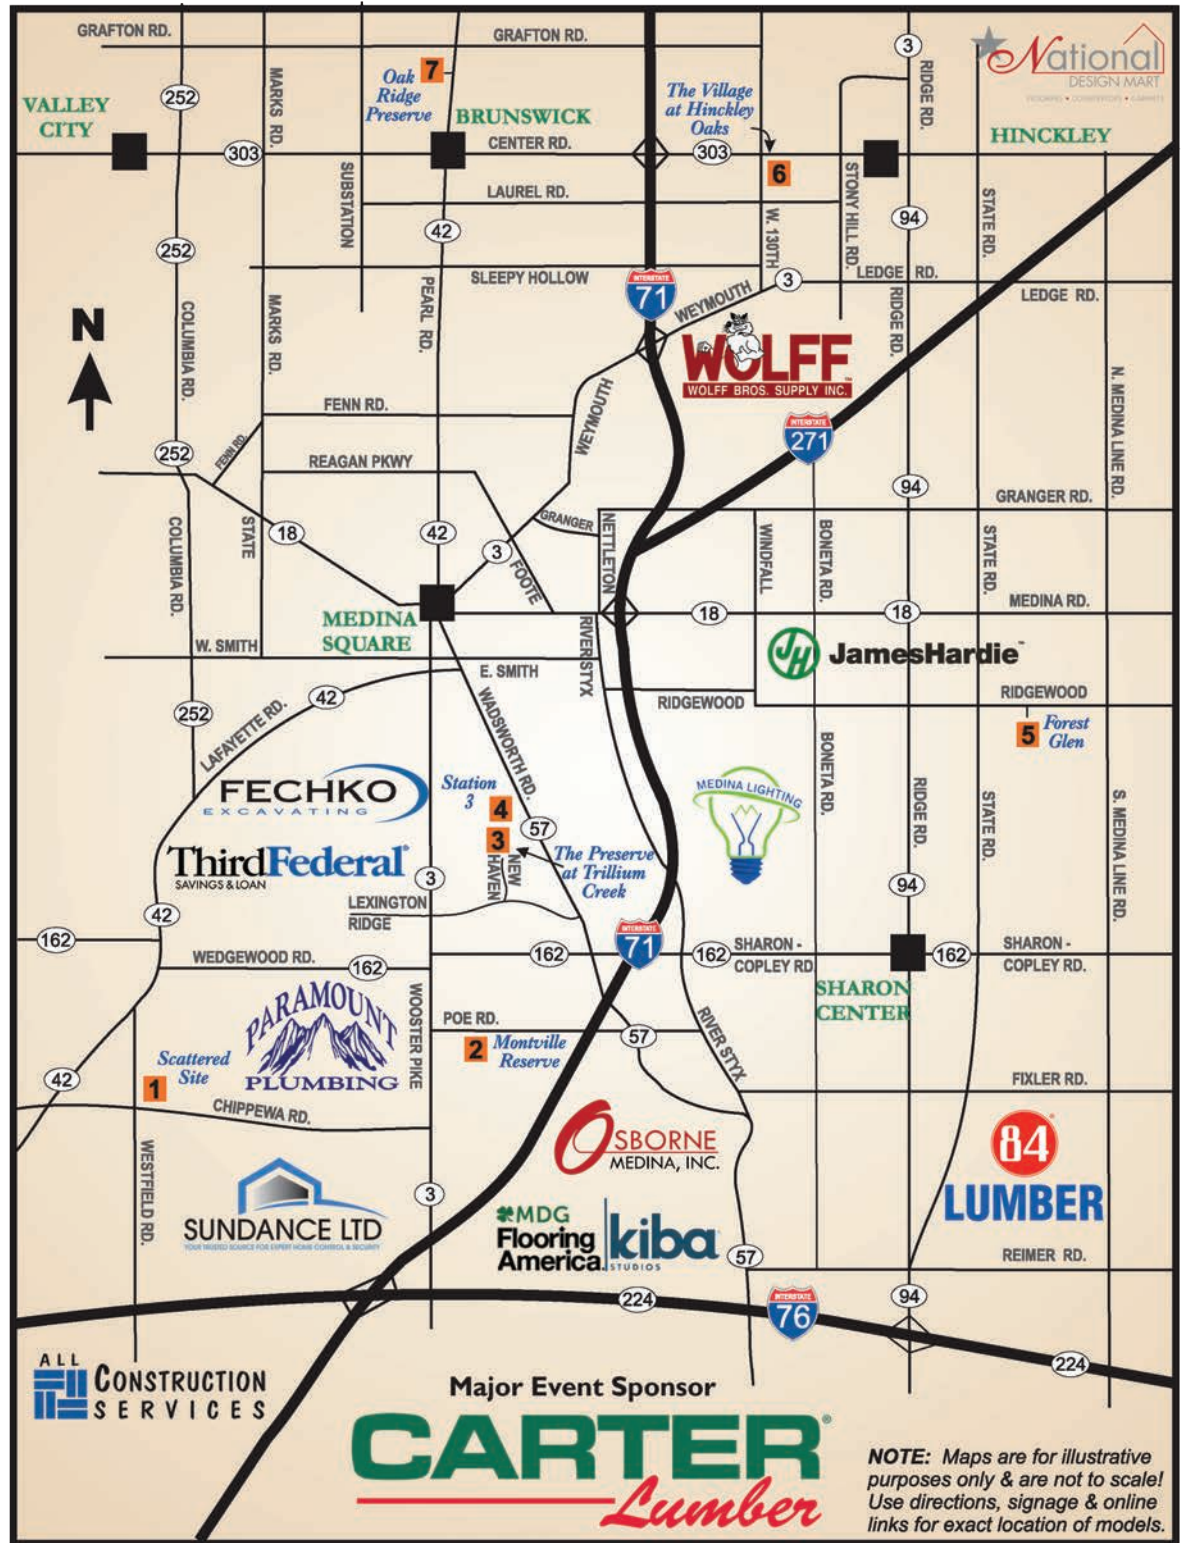 GRAFTON RD.
GRAFTON RD.
3
National
DESIGN MART
252
MARKS RD.
Oak
Ridge
Preserve
7
RIDGE RD.
VALLEY
CITY
BRUNSWICK
The Village
at Hinckley
Oaks
HINCKLEY
303
CENTER RD.
303
6
SUBSTATION
LAUREL RD.
STONY HILL RD.
W. 130TH
STATE RD.
94
42
252
SLEEPY HOLLOW
INTERSTATE
71
3
LEDGE RD.
LEDGE RD.
WEYMOUTH
PEARL RD.
COLUMBIA RD.
MARKS RD.
RIDGE RD.
N
WOLFF
WOLFF BROS. SUPPLY INC.
FENN RD.
WEYMOUTH
N. MEDINA LINE RD.
INTERSTATE
271
252
FENN RD.
REAGAN PKWY
94
GRANGER RD.
COLUMBIA RD.
STATE
18
42
3
GRANGER
FOOTE
NETTLETON
WINDFALL
BONETA RD.
STATE RD.
MEDINA
SQUARE
18
18
MEDINA RD.
W. SMITH
E. SMITH
RIVER STYX
JH JamesHardie™
RIDGEWOOD
RIDGEWOOD
42
252
LAFAYETTE RD.
WADSWORTH RD.
5
Forest
Glen
FECHKO
EXCAVATING
Station
3
4
3
57
MEDINA LIGHTING
BONETA RD.
RIDGE RD.
STATE RD.
S. MEDINA LINE RD.
ThirdFederal®
SAVINGS & LOAN
NEW
HAVEN
The Preserve
at Trillium
Creek
3
LEXINGTON
RIDGE
94
42
162
WEDGEWOOD RD.
162
162
INTERSTATE
71
162
SHARON -
COPLEY RD.
162
SHARON -
COPLEY RD.
SHARON
CENTER
PARAMOUNT
PLUMBING
WOOSTER PIKE
POE RD.
2
Montville
Reserve
57
RIVER STYX
42
Scattered
Site
1
CHIPPEWA RD.
FIXLER RD.
OSBORNE
MEDINA, INC.
84
LUMBER
WESTFIELD RD.
SUNDANCE LTD
YOUR TRUSTED SOURCE FOR EXPERT HOME CONTROL & SECURITY
3
MDG
Flooring
America.
kiba
STUDIOS
57
REIMER RD.
224
INTERSTATE
76
94
224
ALL
CONSTRUCTION
SERVICES
Major Event Sponsor
CARTER®
Lumber
NOTE: Maps are for illustrative
purposes only & are not to scale!
Use directions, signage & online
links for exact location of models.